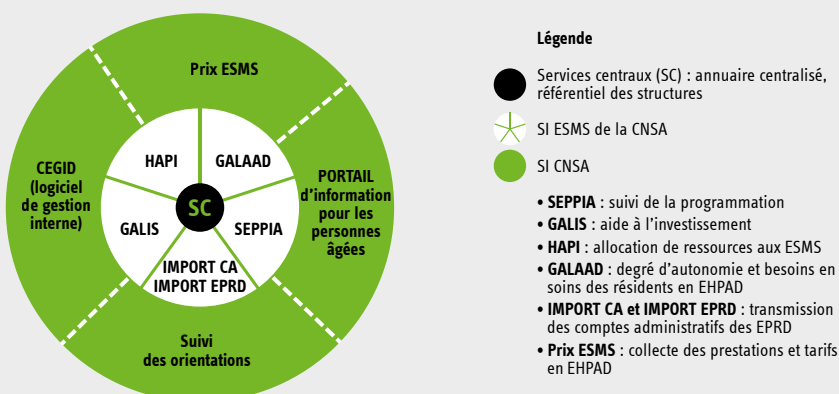 Prix ESMS
HAPI
GALAAD
CEGID
(logiciel
de gestion
interne)
PORTAIL
d'information
pour les
personnes
âgées
SC
GALIS
SEPPIA
IMPORT CA
IMPORT EPRD
Suivi
des orientations
Légende
Services centraux (SC) : annuaire centralisé,
référentiel des structures
SI ESMS de la CNSA
SI CNSA
• SEPPIA : suivi de la programmation
• GALIS : aide à l'investissement
• HAPI : allocation de ressources aux ESMS
• GALAAD : degré d'autonomie et besoins en
soins des résidents en EHPAD
• IMPORT CA et IMPORT EPRD : transmission
des comptes administratifs des EPRD
• Prix ESMS : collecte des prestations et tarifs
en EHPAD